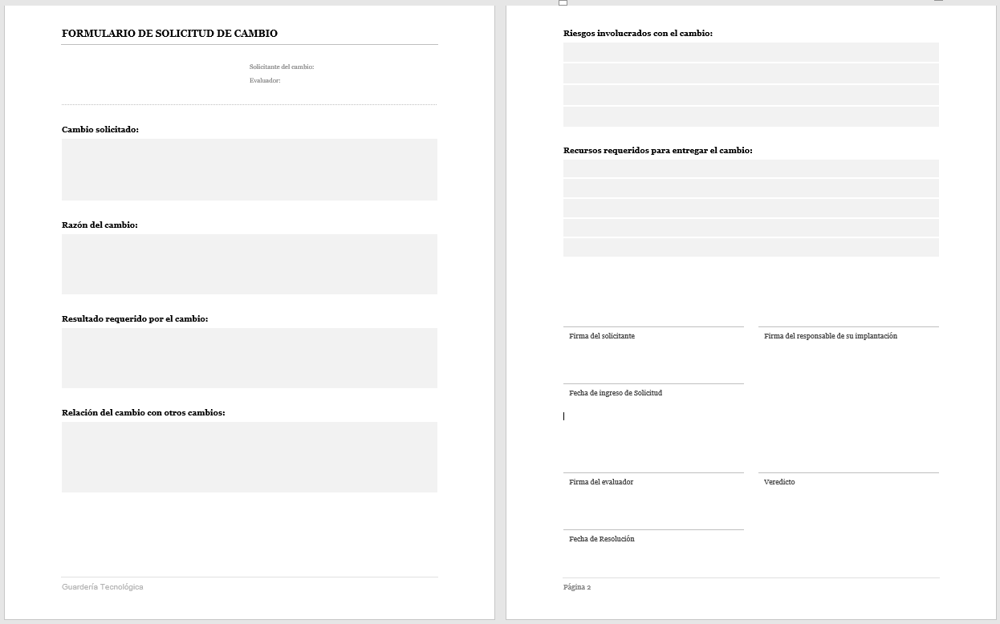 FORMULARIO DE SOLICITUD DE CAMBIO
Solicitante del cambio:
Evaluador:
Cambio solicitado:
Razón del cambio:
Resultado requerido por el cambio:
Relación del cambio con otros cambios:
Guardería Tecnológica
Riesgos involucrados con el cambio:
Recursos requeridos para entregar el cambio:
Firma del solicitante
Firma del responsable de su implantación
Fecha de ingreso de Solicitud
Firma del evaluador
Veredicto
Fecha de Resolución
Página 2